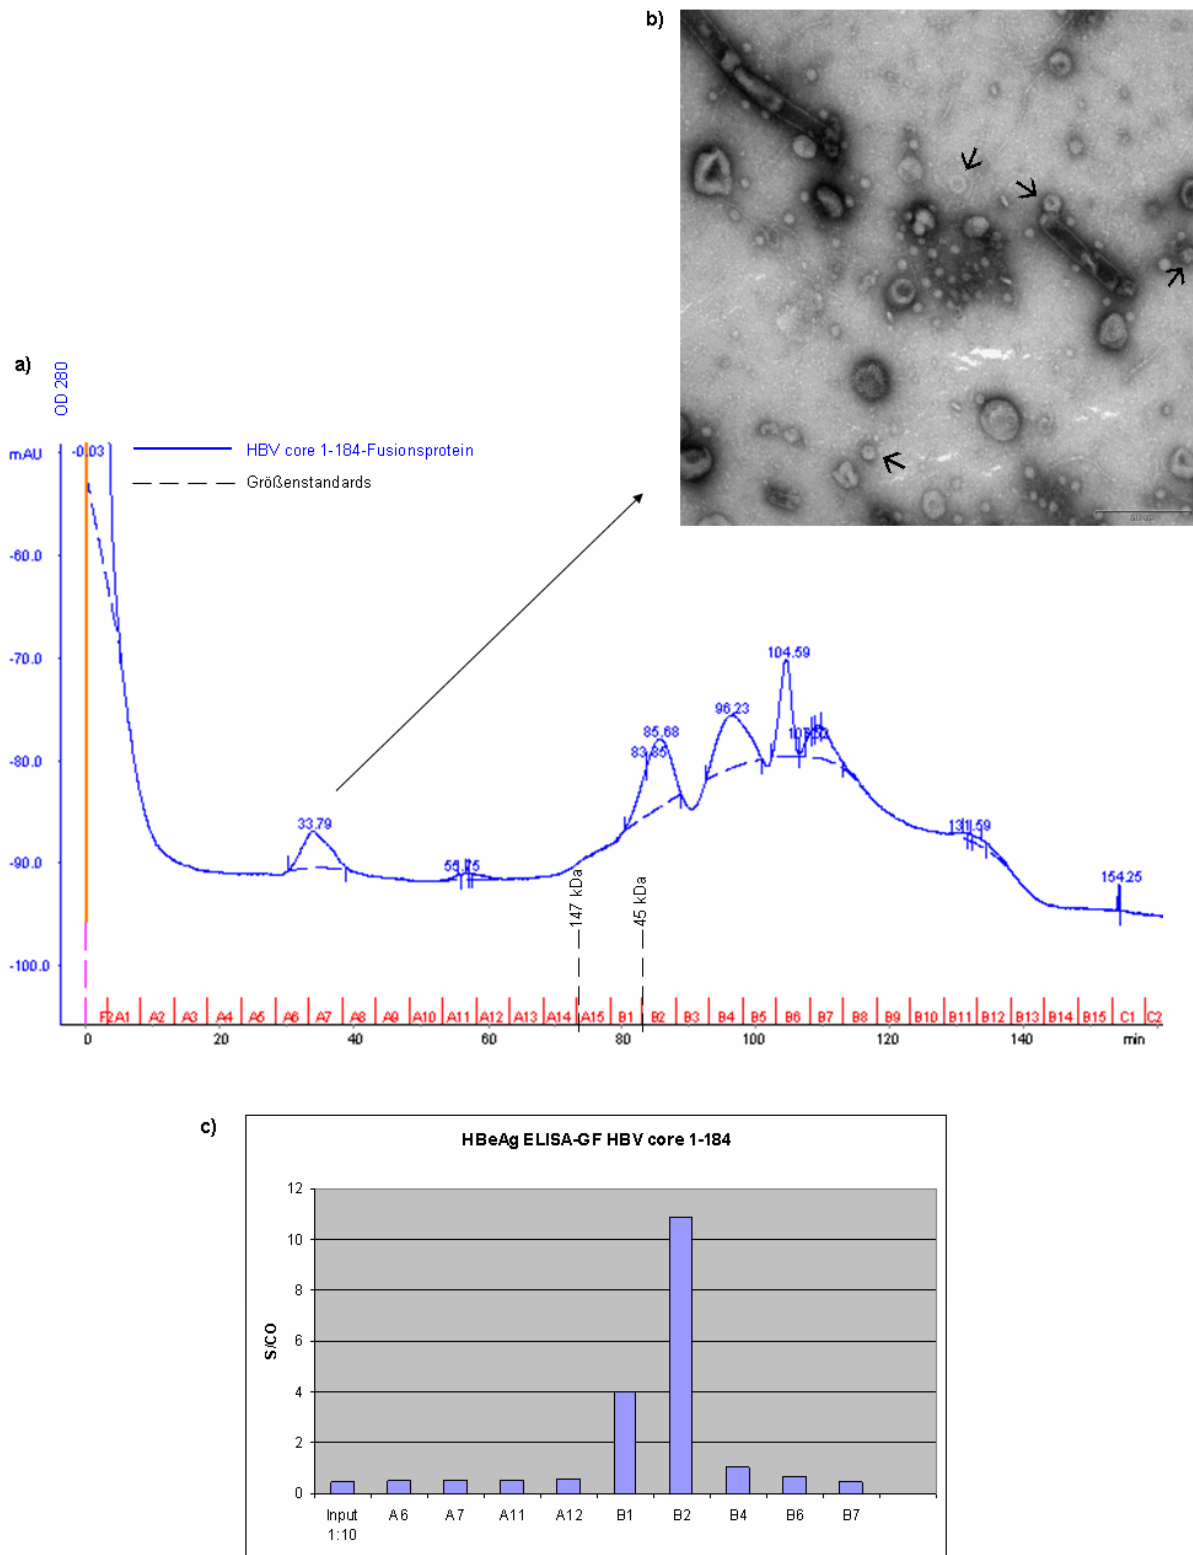 b)
a)
OD 280
mAU
-0.03
HBV core 1-184-Fusionsprotein
Größenstandards
-60.0
-70.0
-80.0
-90.0
-100.0
33.79
83.85
85.68
96.23
104.59
154.25
147 kDa
45 kDa
F2 A1 A2 A3 A4 A5 A6 A7 A8 A9 A10 A11 A12 A13 A14 A15 B1 B2 B3 B4 B5 B6 B7 B8 B9 B10 B11 B12 B13 B14 B15 C1 C2
0 20 40 60 80 100 120 140 min
c)
HBeAg ELISA-GF HBV core 1-184
S/CO
12
10
8
6
4
2
0
Input A6 A7 A11 A12 B1 B2 B4 B6 B7
1:10